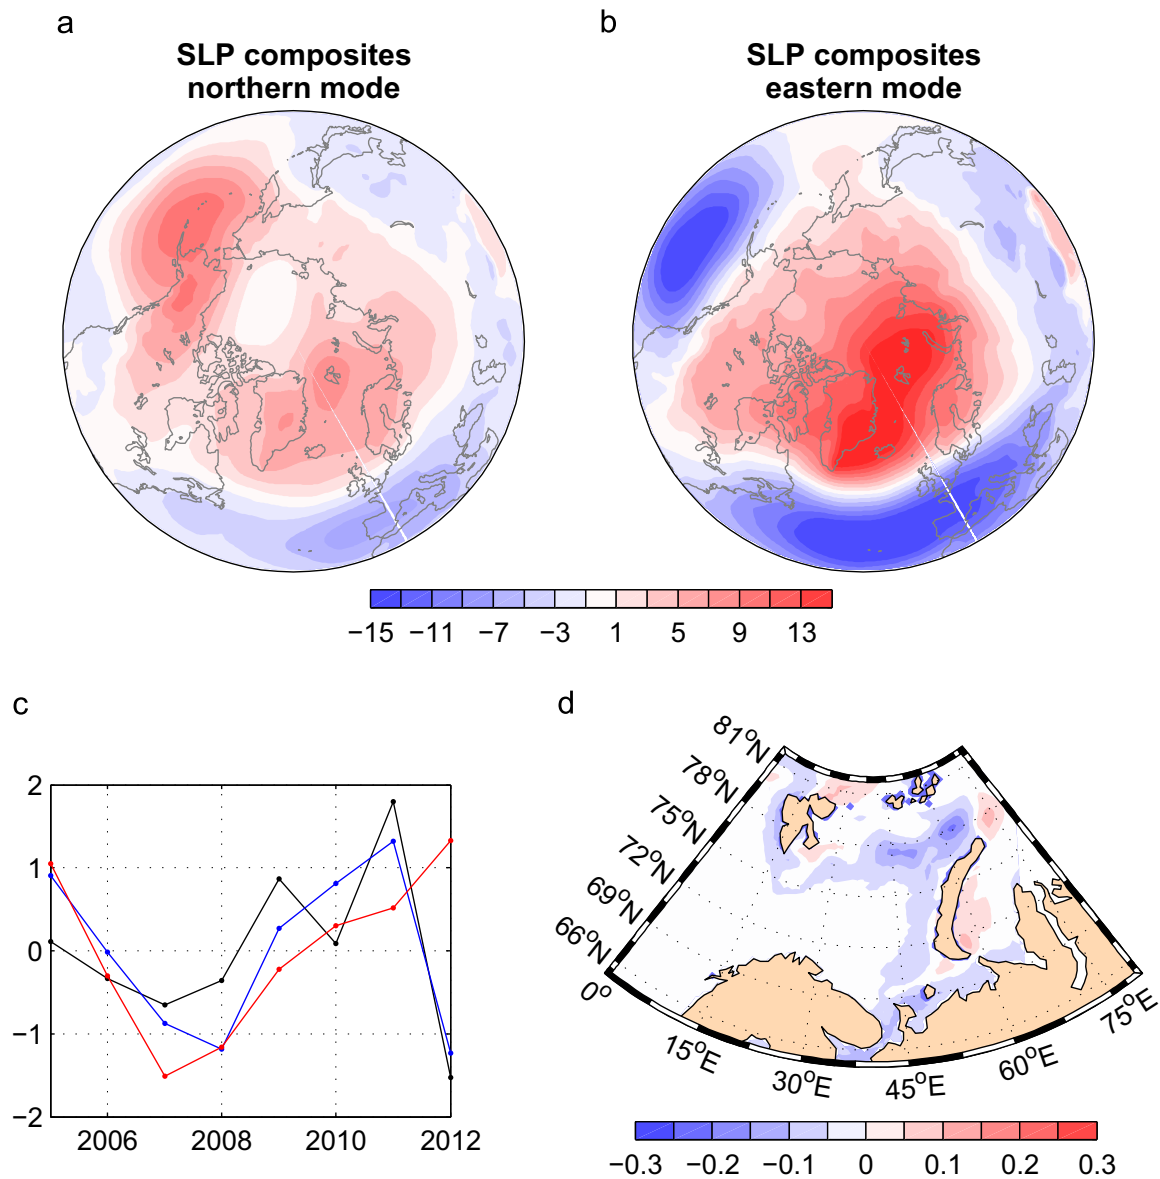 a
b
SLP composites
northern mode
SLP composites
eastern mode
−15 −11 −7 −3 1 5 9 13
c
d
2
1
0
−1
−2
2006 2008 2010 2012
81°N
78°N
75°N
72°N
69°N
66°N
0°
15°E
30°E
45°E
60°E
75°E
−0.3 −0.2 −0.1 0 0.1 0.2 0.3